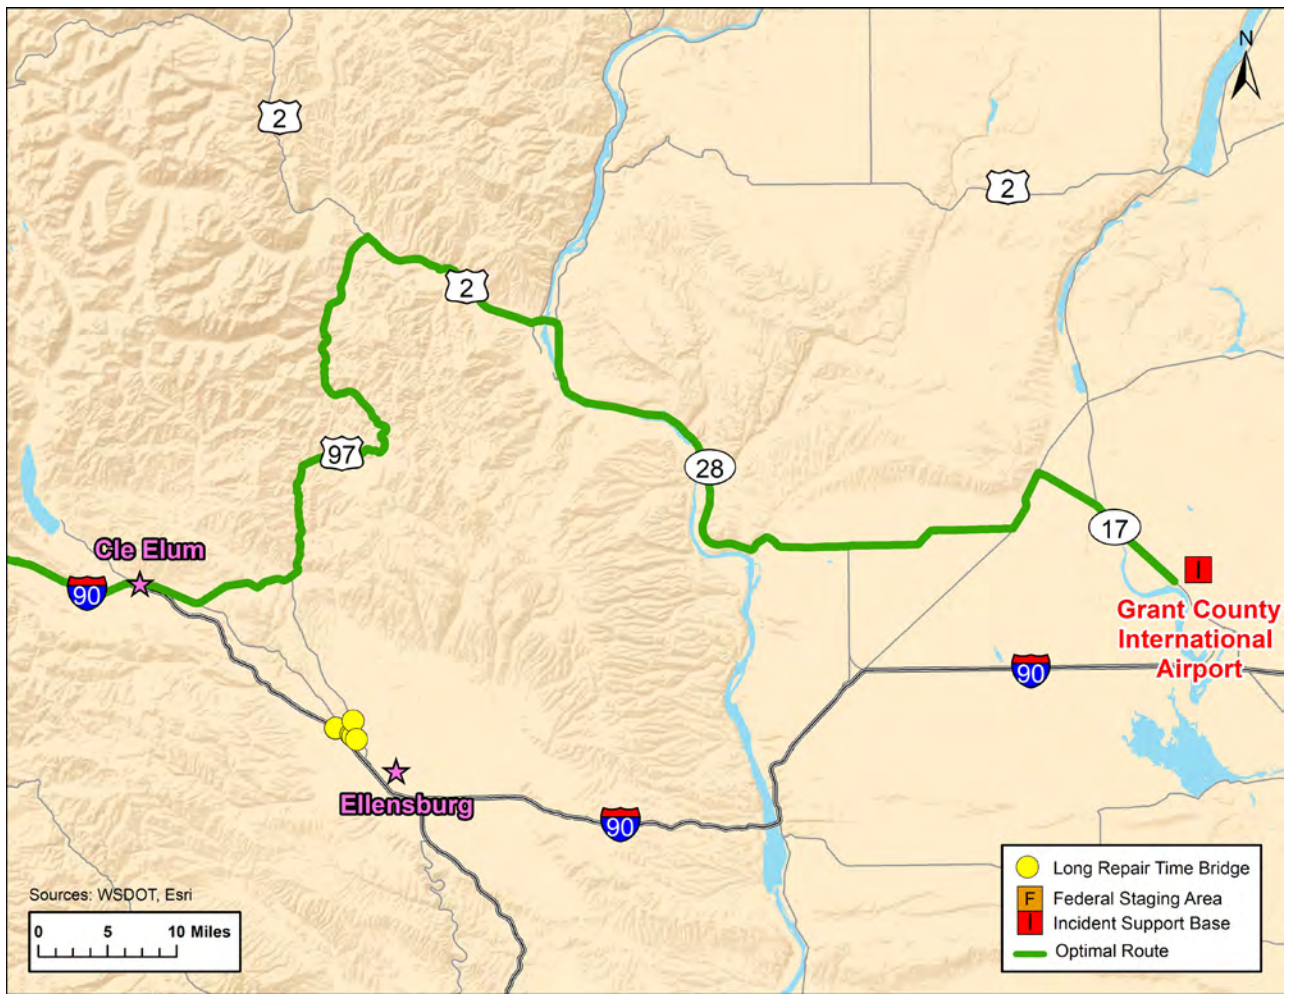 N
2
2
2
97
28
17
Cle Elum
90
I
Grant County
International
Airport
90
Ellensburg
90
Sources: WSDOT, Esri
0 5 10 Miles
Long Repair Time Bridge
F Federal Staging Area
I Incident Support Base
Optimal Route